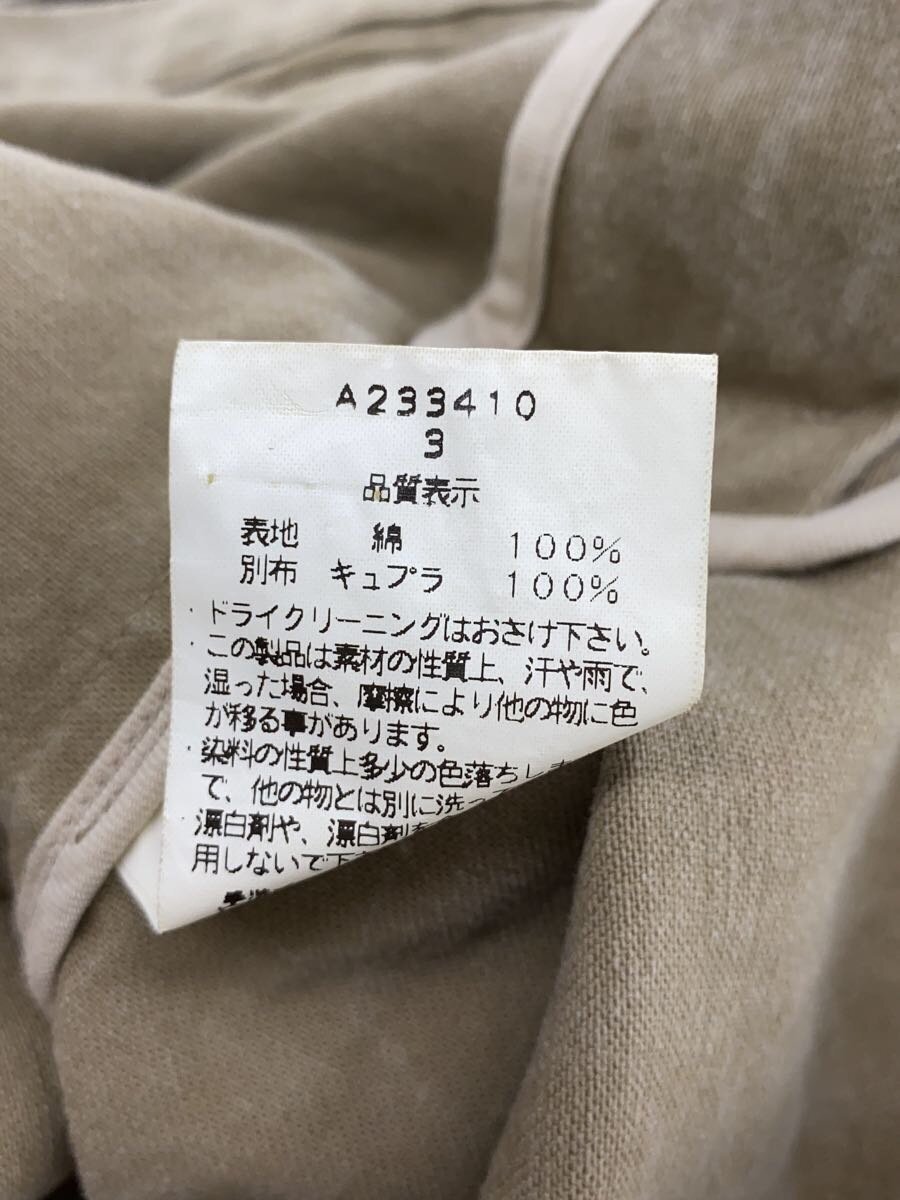 A233410
3
品質表示
表地 綿 100%
別布 キュプラ 100%
・ドライクリーニングはおさけ下さい。
・この製品は素材の性質上、汗や雨で、
湿った場合、摩擦により他の物に色
が移る事があります。
・染料の性質上多少の色落ちしま
で、他の物とは別に洗っ
漂白剤や、漂白剤
用しないで下